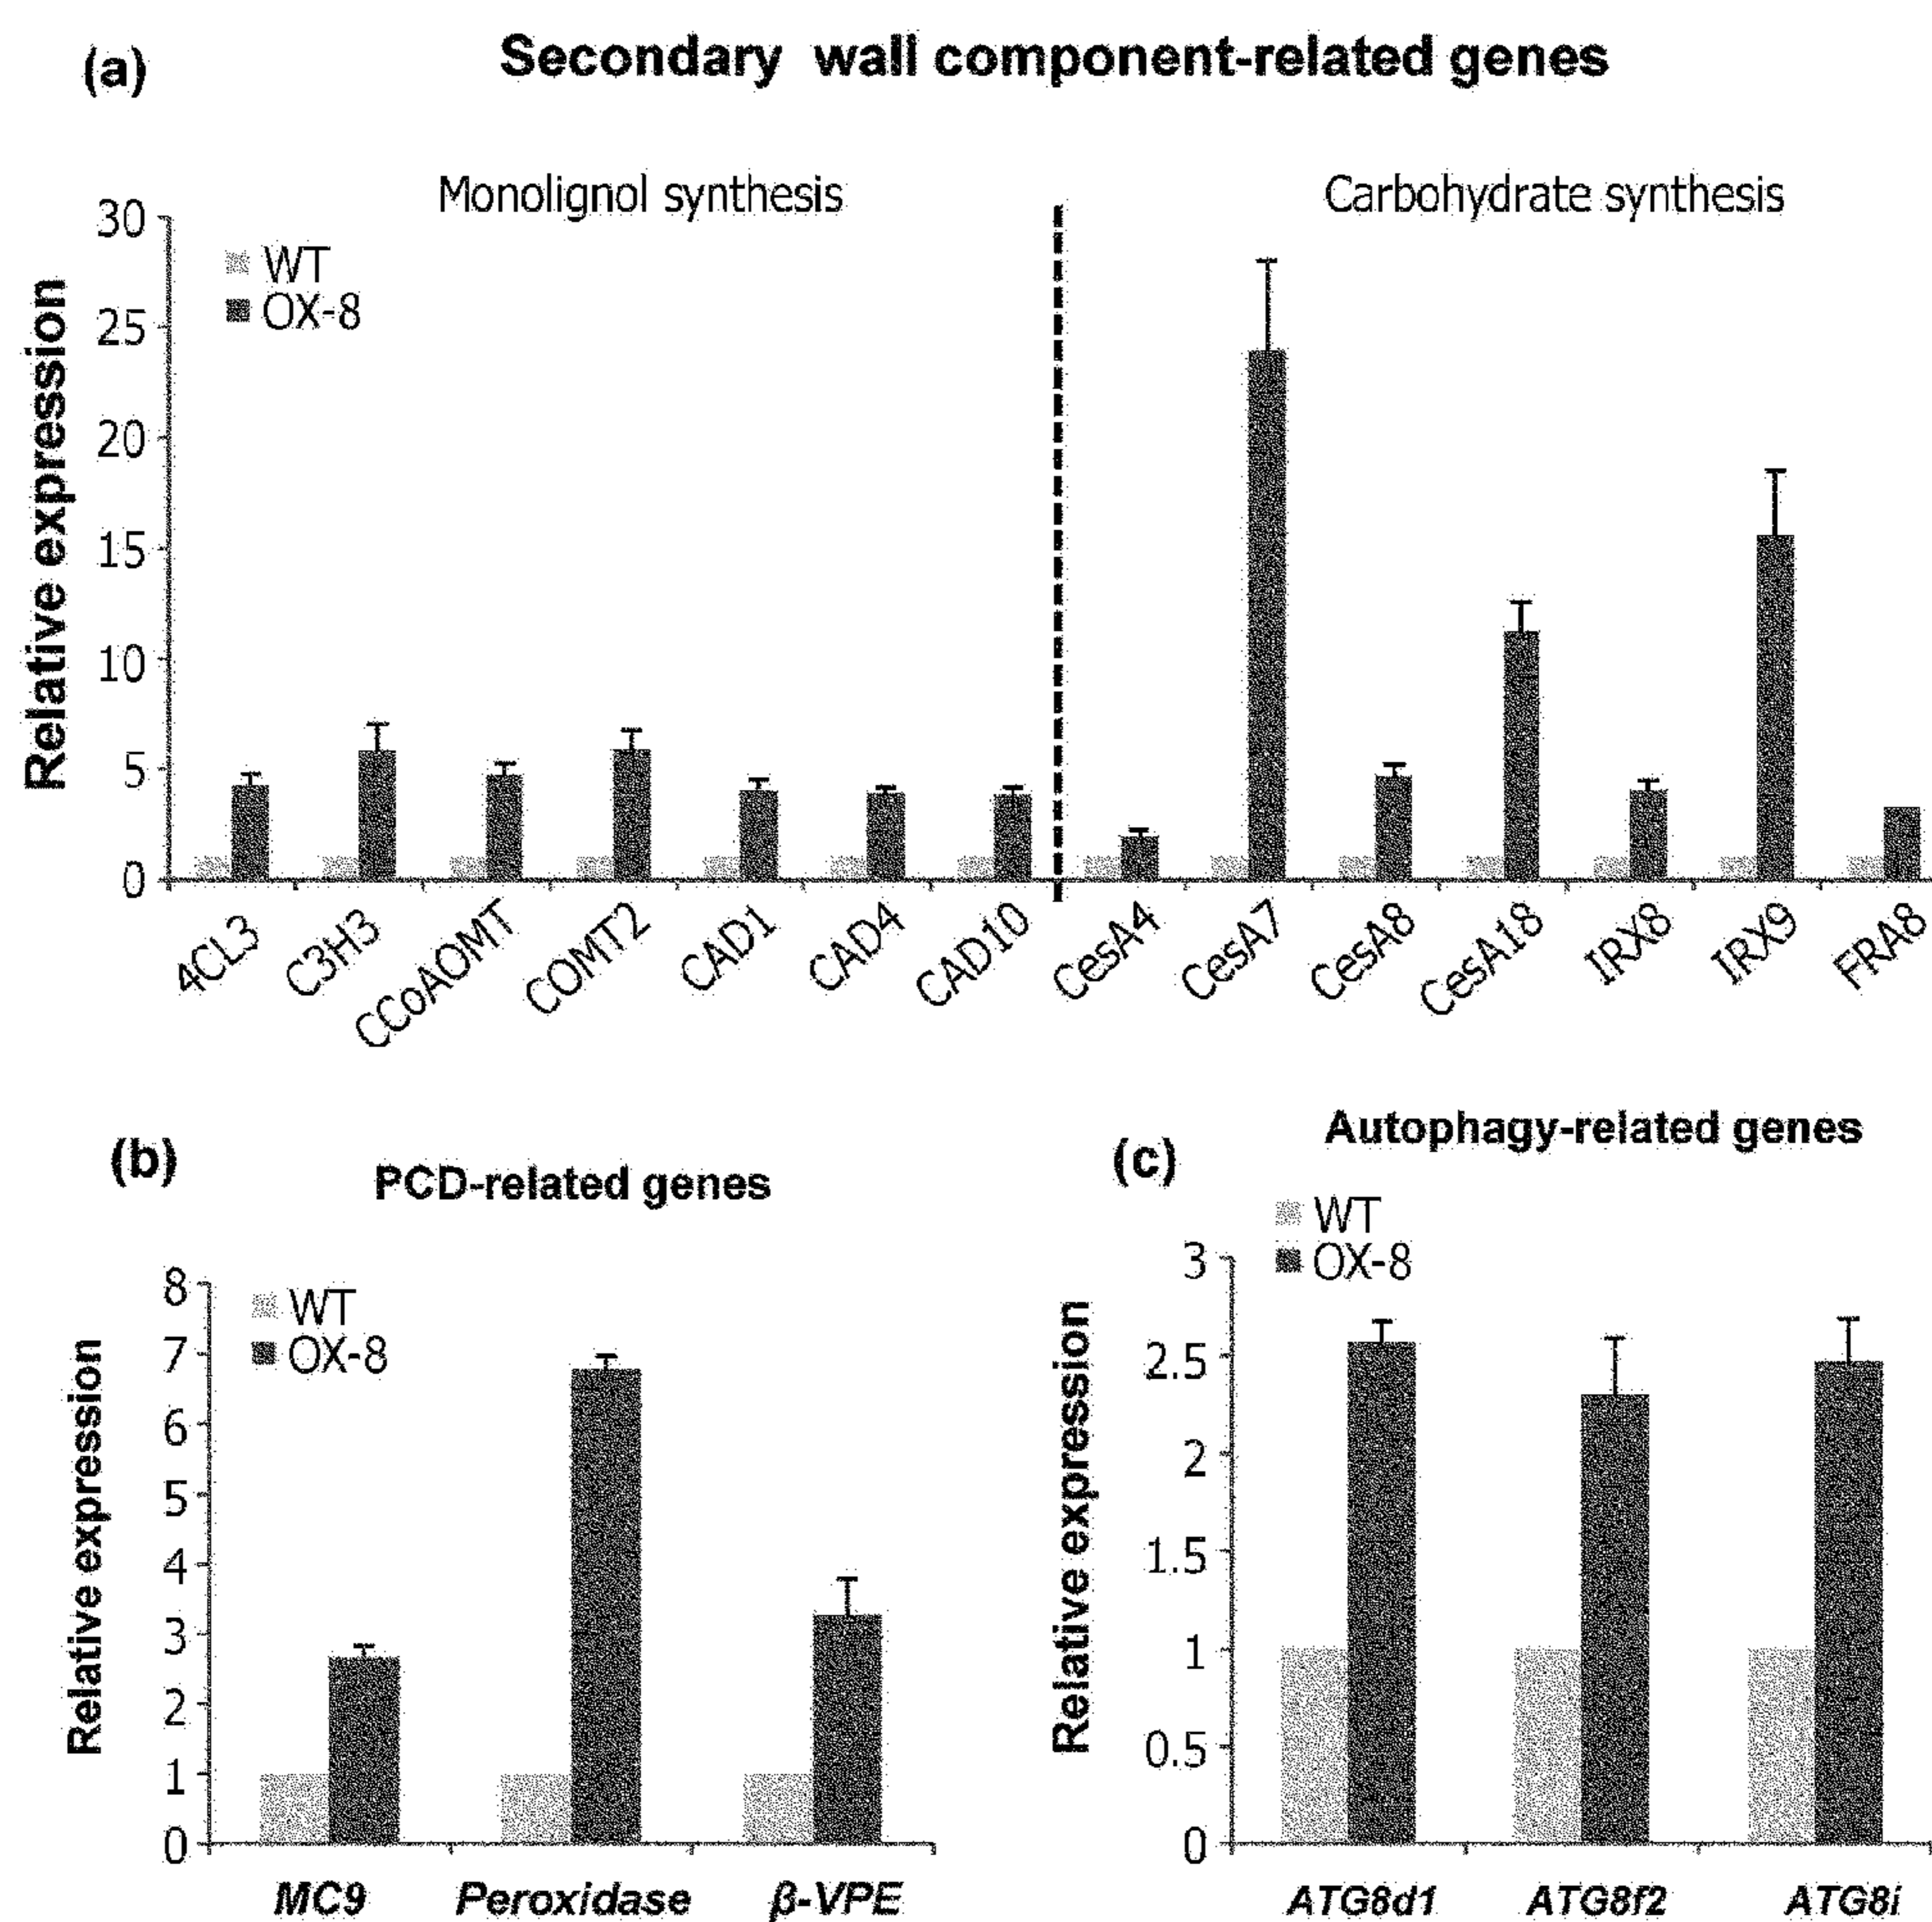 (a) Secondary wall component-related genes
Monolignol synthesis
Carbohydrate synthesis
WT
OX-8
Relative expression
30
25
20
15
10
5
0
4CL3
C3H3
CCoAOMT
COMT2
CAD1
CAD4
CAD10
CesA4
CesA7
CesA8
CesA18
IRX8
IRX9
FRA8
(b) PCD-related genes
WT
OX-8
Relative expression
8
7
6
5
4
3
2
1
0
MC9
Peroxidase
β-VPE
(c) Autophagy-related genes
WT
OX-8
Relative expression
3
2.5
2
1.5
1
0.5
0
ATG8d1
ATG8f2
ATG8i